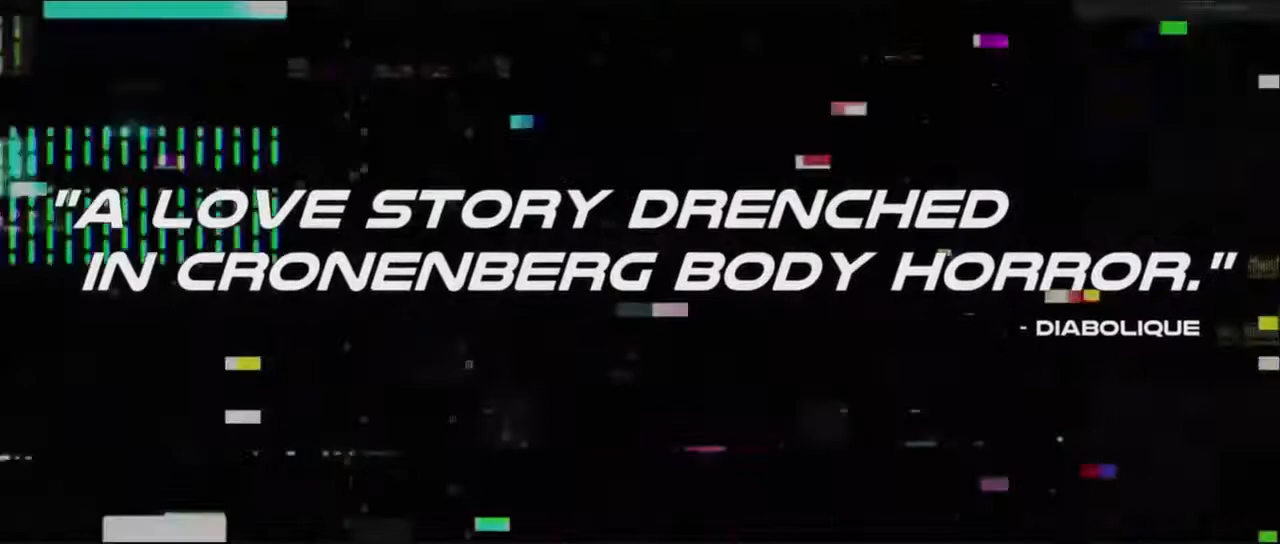 "A LOVE STORY DRENCHED
IN CRONENBERG BODY HORROR."
- DIABOLIQUE